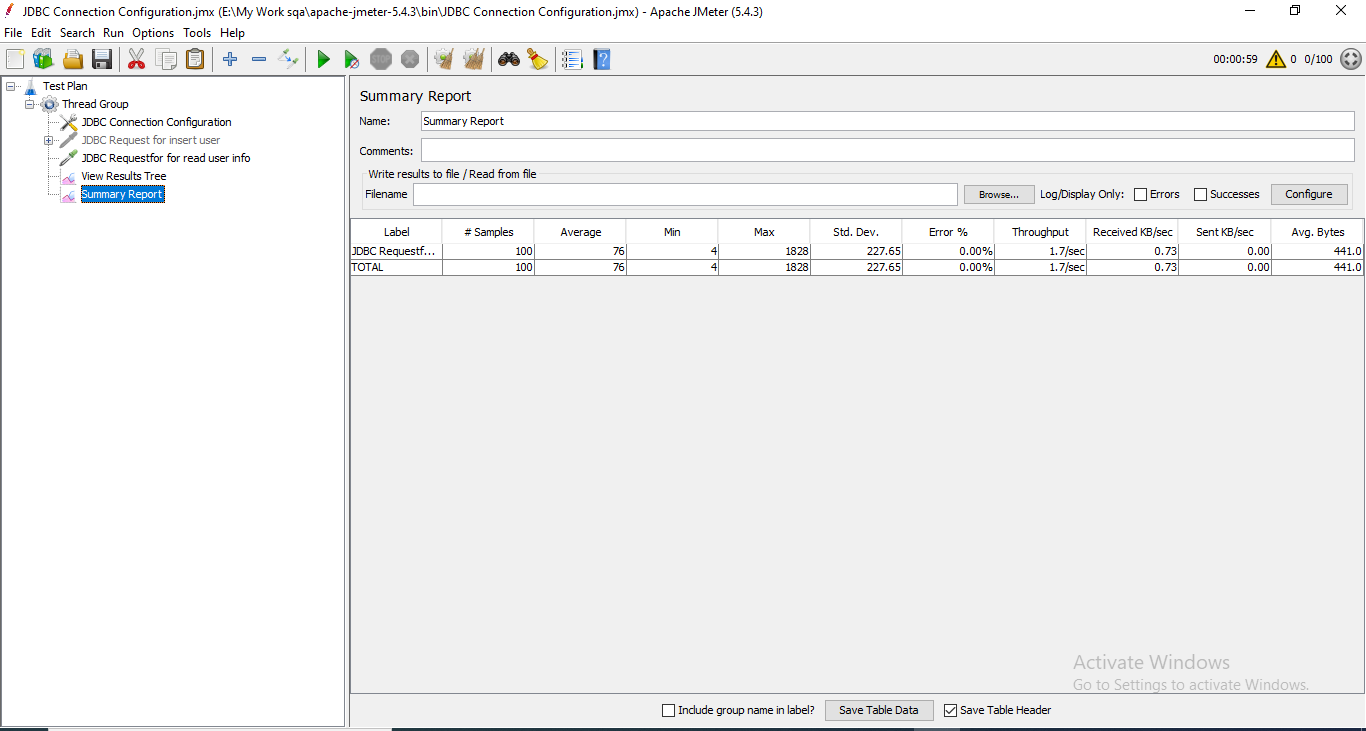 JDBC Connection Configuration.jmx (E:\My Work sqa\apache-jmeter-5.4.3\bin\JDBC Connection Configuration.jmx) - Apache JMeter (5.4.3)
File Edit Search Run Options Tools Help
STOP 00:00:59 0 0/100
Test Plan
Thread Group
JDBC Connection Configuration
JDBC Request for insert user
JDBC Requestfor for read user info
View Results Tree
Summary Report
Summary Report
Name: Summary Report
Comments:
Write results to file / Read from file
Filename Browse... Log/Display Only: Errors Successes Configure
Label # Samples Average Min Max Std. Dev. Error % Throughput Received KB/sec Sent KB/sec Avg. Bytes
JDBC Requestf... 100 76 4 1828 227.65 0.00% 1.7/sec 0.73 0.00 441.0
TOTAL 100 76 4 1828 227.65 0.00% 1.7/sec 0.73 0.00 441.0
Activate Windows
Go to Settings to activate Windows.
Include group name in label? Save Table Data Save Table Header